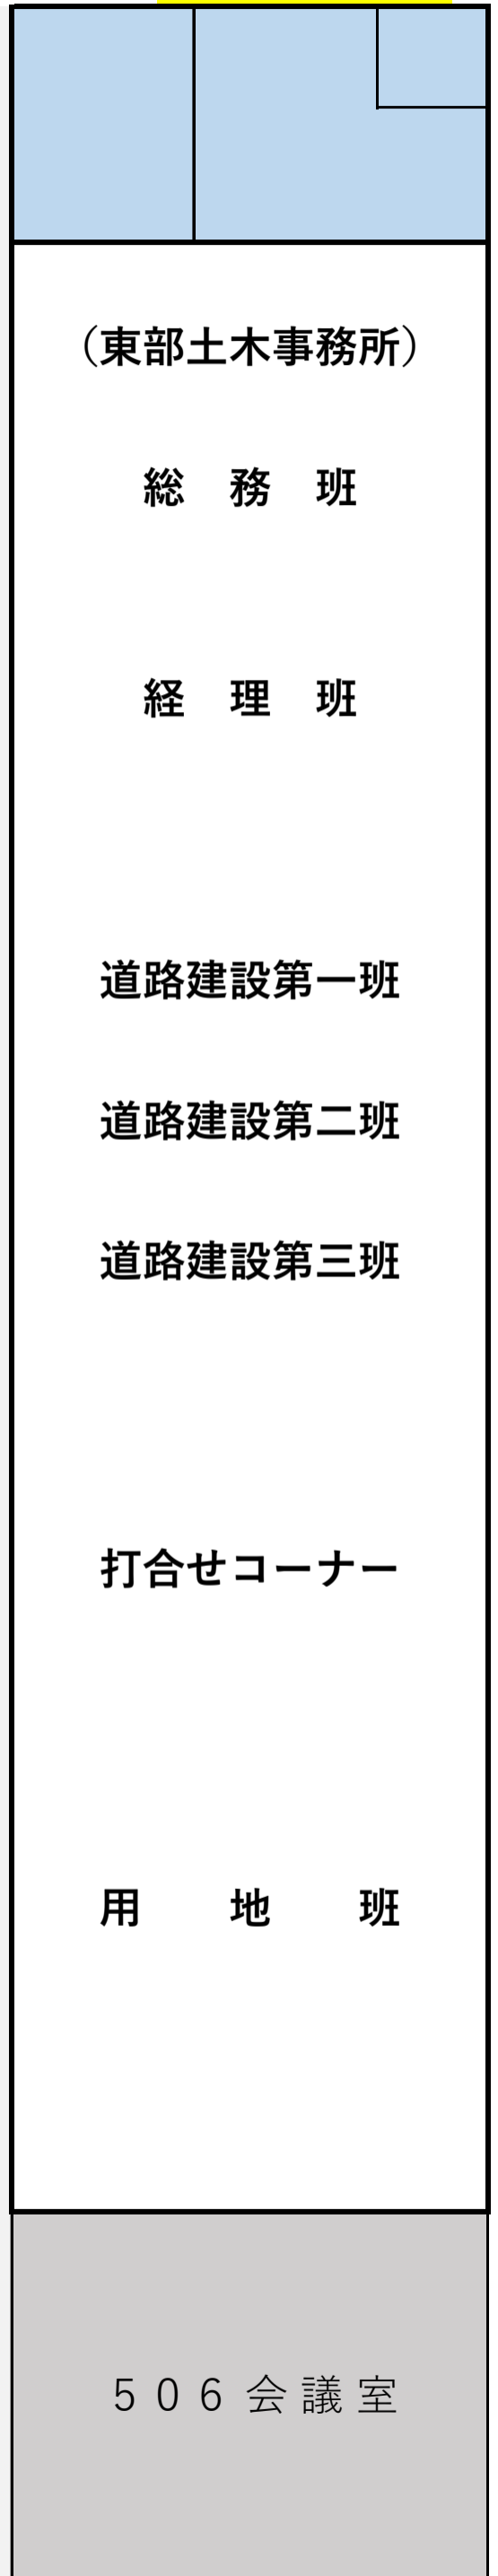 （東部土木事務所）
総　務　班
経　理　班
道路建設第一班
道路建設第二班
道路建設第三班
打合せコーナー
用　　地　　班
５０６会議室